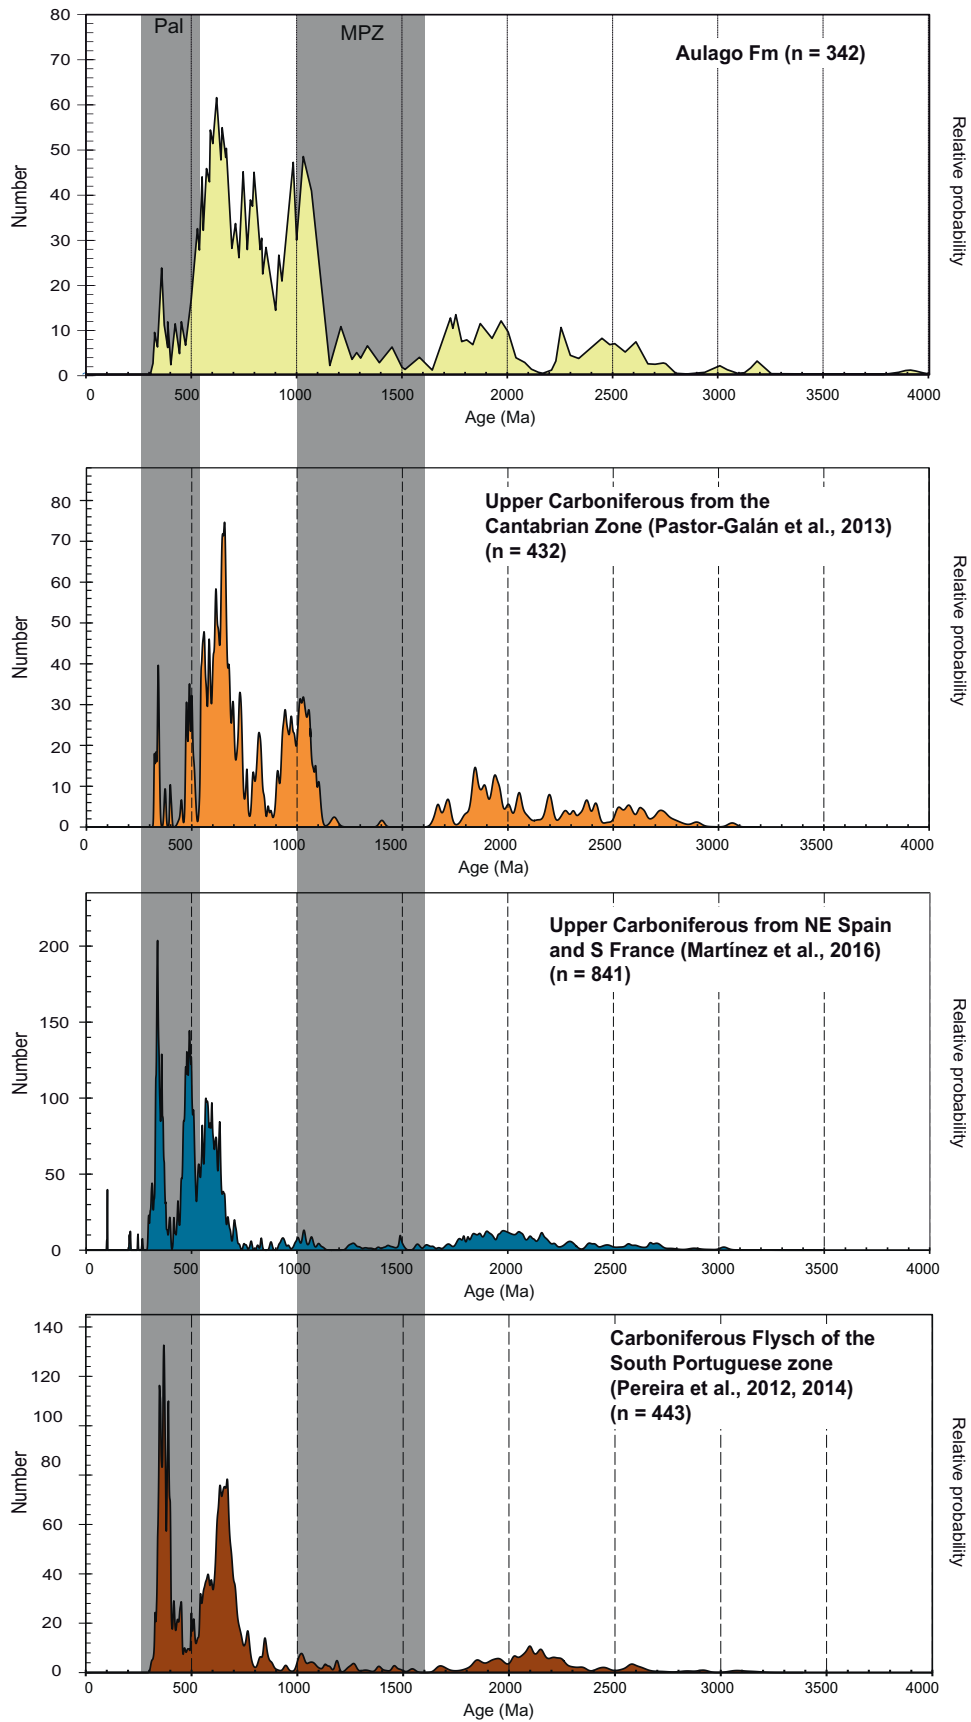 80
Pal
MPZ
Aulago Fm (n = 342)
70
60
50
40
30
20
10
0
Number
Relative probability
0 500 1000 1500 2000 2500 3000 3500 4000
Age (Ma)
Upper Carboniferous from the
Cantabrian Zone (Pastor-Galán et al., 2013)
(n = 432)
80
70
60
50
40
30
20
10
0
Number
Relative probability
0 500 1000 1500 2000 2500 3000 3500 4000
Age (Ma)
Upper Carboniferous from NE Spain
and S France (Martínez et al., 2016)
(n = 841)
200
150
100
50
0
Number
Relative probability
0 500 1000 1500 2000 2500 3000 3500 4000
Age (Ma)
Carboniferous Flysch of the
South Portuguese zone
(Pereira et al., 2012, 2014)
(n = 443)
140
120
100
80
60
40
20
0
Number
Relative probability
0 500 1000 1500 2000 2500 3000 3500 4000
Age (Ma)